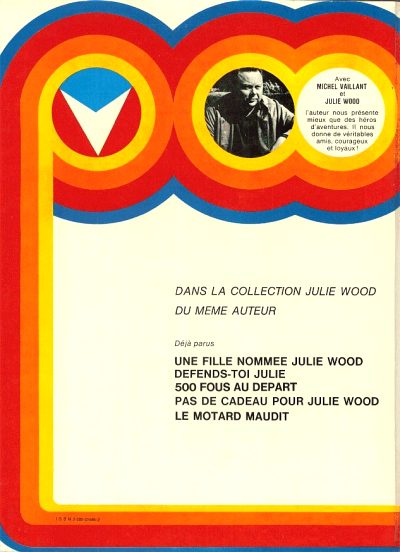 Avec
MICHEL VAILLANT
et
JULIE WOOD
l'auteur nous présente
mieux que des héros
d'aventures. Il nous
donne de véritables
amis, courageux
et loyaux !
DANS LA COLLECTION JULIE WOOD
DU MEME AUTEUR
Déjà parus
UNE FILLE NOMMEE JULIE WOOD
DEFENDS-TOI JULIE
500 FOUS AU DEPART
PAS DE CADEAU POUR JULIE WOOD
LE MOTARD MAUDIT
ISBN